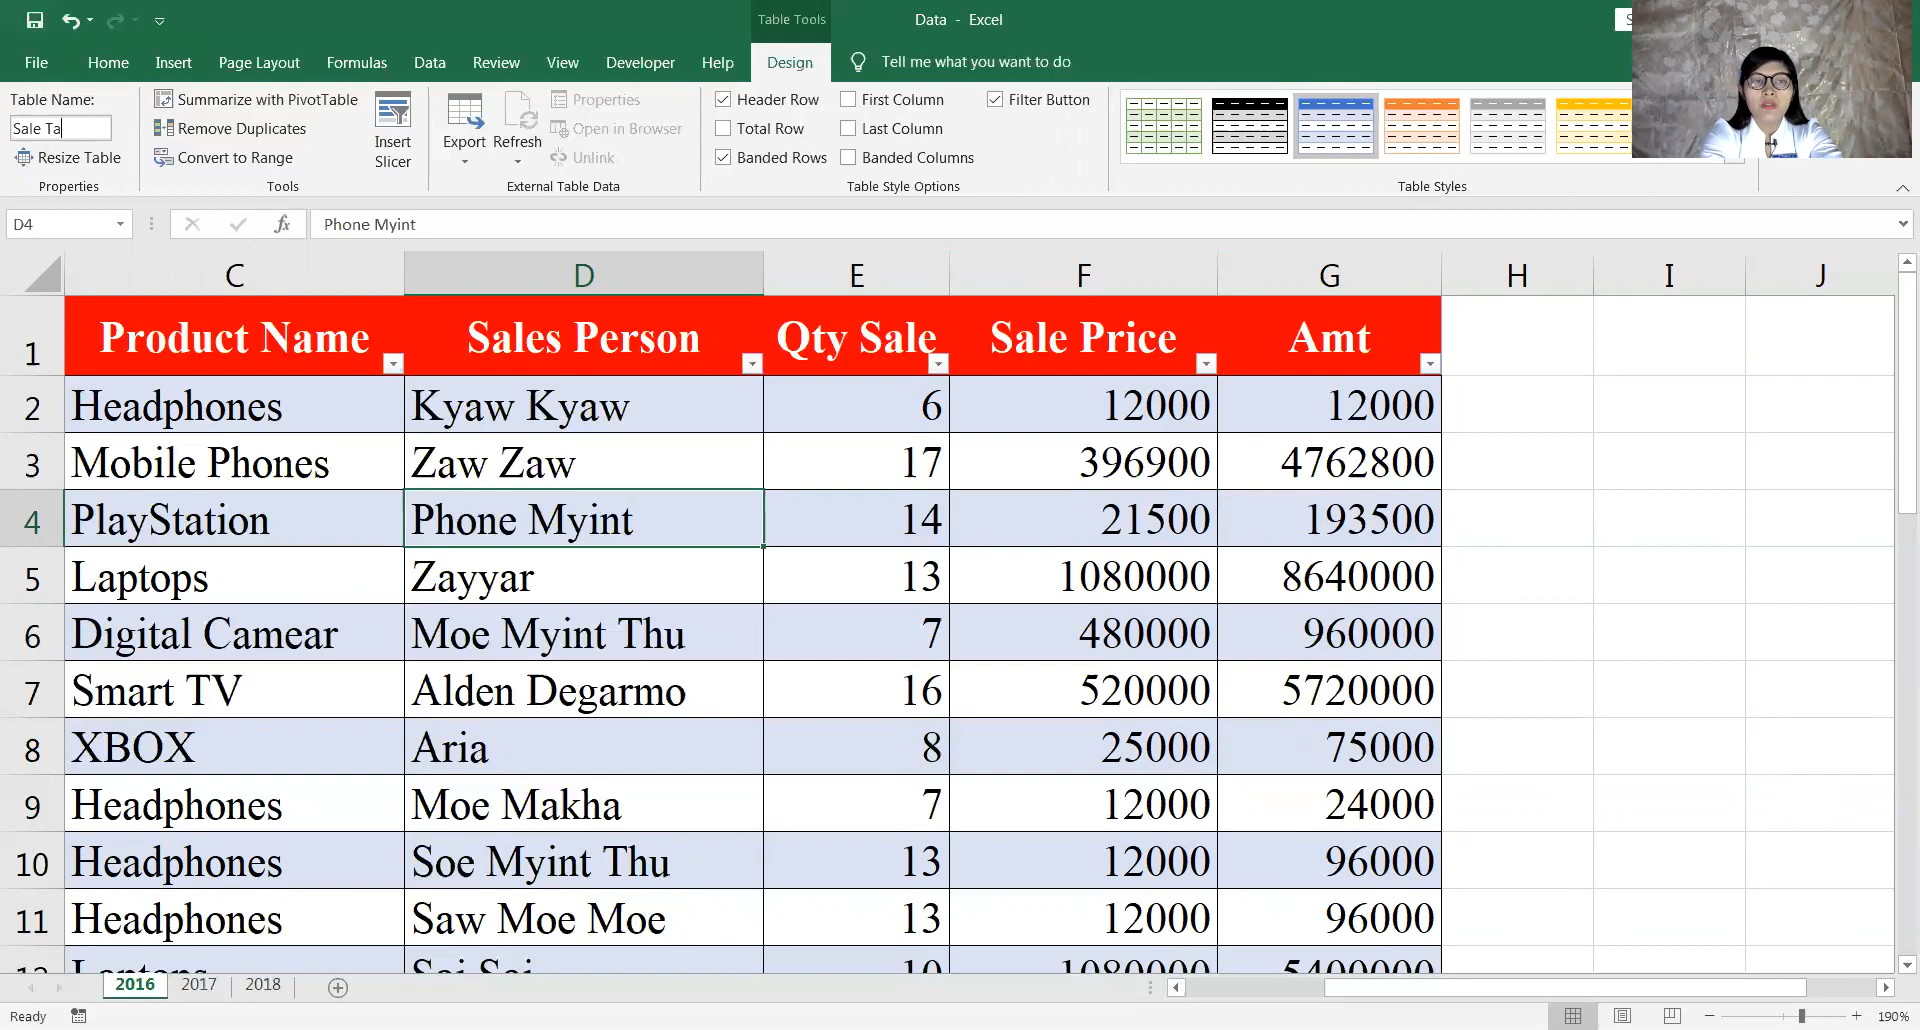 Table Tools
Data - Excel
File Home Insert Page Layout Formulas Data Review View Developer Help Design Tell me what you want to do
Table Name:
Sale Ta
Resize Table
Properties
Summarize with PivotTable
Remove Duplicates
Convert to Range
Tools
Insert
Slicer
Export
Refresh
Properties
Open in Browser
Unlink
External Table Data
Header Row
Total Row
Banded Rows
First Column
Last Column
Banded Columns
Filter Button
Table Style Options
Table Styles
D4
fx
Phone Myint
C D E F G H I J
1 Product Name Sales Person Qty Sale Sale Price Amt
2 Headphones Kyaw Kyaw 6 12000 12000
3 Mobile Phones Zaw Zaw 17 396900 4762800
4 PlayStation Phone Myint 14 21500 193500
5 Laptops Zayyar 13 1080000 8640000
6 Digital Camear Moe Myint Thu 7 480000 960000
7 Smart TV Alden Degarmo 16 520000 5720000
8 XBOX Aria 8 25000 75000
9 Headphones Moe Makha 7 12000 24000
10 Headphones Soe Myint Thu 13 12000 96000
11 Headphones Saw Moe Moe 13 12000 96000
2016 2017 2018
Ready
190%